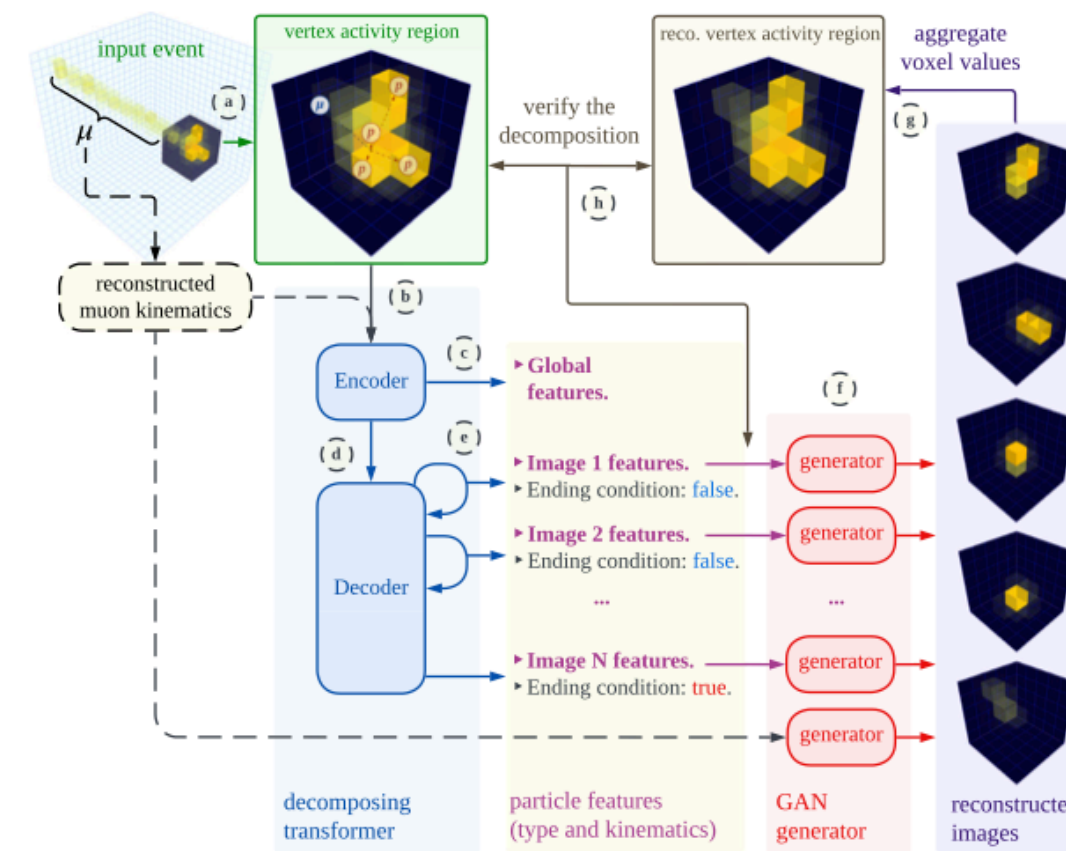 input event
(a)
μ
vertex activity region
μ
p
p
p
p
verify the
decomposition
(h)
reco. vertex activity region
aggregate
voxel values
(g)
reconstructed
muon kinematics
(b)
Encoder
(c)
▸ Global
features.
(d)
(e)
Decoder
▸ Image 1 features.
▸ Ending condition: false.
▸ Image 2 features.
▸ Ending condition: false.
...
▸ Image N features.
▸ Ending condition: true.
(f)
generator
generator
...
generator
generator
decomposing
transformer
particle features
(type and kinematics)
GAN
generator
reconstructe
images